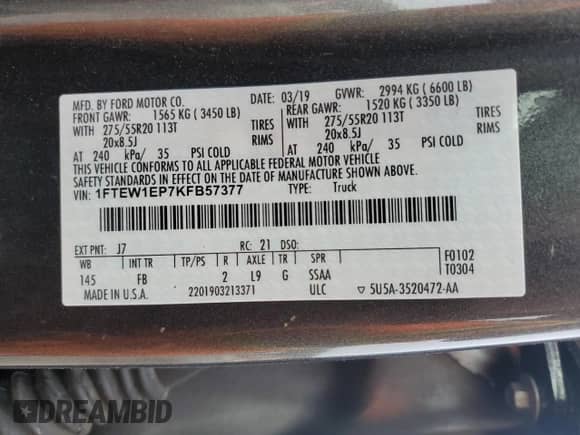 MFD. BY FORD MOTOR CO. DATE: 03/19 GVWR: 2994 KG ( 6600 LB)
FRONT GAWR: 1565 KG ( 3450 LB) REAR GAWR: 1520 KG ( 3350 LB)
WITH 275/55R20 113T TIRES WITH 275/55R20 113T TIRES
20x8.5J RIMS 20x8.5J RIMS
AT 240 kPa/ 35 PSI COLD AT 240 kPa/ 35 PSI COLD
THIS VEHICLE CONFORMS TO ALL APPLICABLE FEDERAL MOTOR VEHICLE
SAFETY STANDARDS IN EFFECT ON THE DATE OF MANUFACTURE SHOWN ABOVE.
VIN: 1FTEW1EP7KFB57377 TYPE: Truck
EXT PNT: J7 RC: 21 DSO:
WB INT TR TP/PS R AXLE TR SPR F0102
145 FB 2 L9 G SSAA T0304
MADE IN U.S.A. 2201903213371 ULC ▽ 5U5A-3520472-AA
DREAMBID